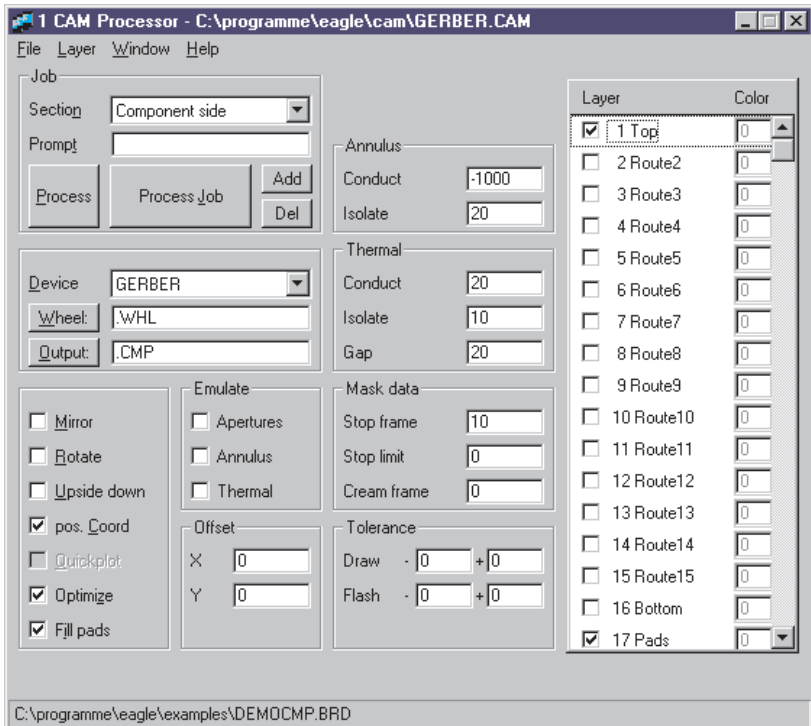 1 CAM Processor - C:\programme\eagle\cam\GERBER.CAM
File Layer Window Help
Job
Section Component side
Prompt
Process Process Job Add
Del
Device GERBER
Wheel: .WHL
Output: .CMP
Mirror
Rotate
Upside down
pos. Coord
Quickplot
Optimize
Fill pads
Emulate
Apertures
Annulus
Thermal
Offset
X 0
Y 0
Annulus
Conduct -1000
Isolate 20
Thermal
Conduct 20
Isolate 10
Gap 20
Mask data
Stop frame 10
Stop limit 0
Cream frame 0
Tolerance
Draw - 0 + 0
Flash - 0 + 0
Layer Color
1 Top 0
2 Route2 0
3 Route3 0
4 Route4 0
5 Route5 0
6 Route6 0
7 Route7 0
8 Route8 0
9 Route9 0
10 Route10 0
11 Route11 0
12 Route12 0
13 Route13 0
14 Route14 0
15 Route15 0
16 Bottom 0
17 Pads 0
C:\programme\eagle\examples\DEMOCMP.BRD